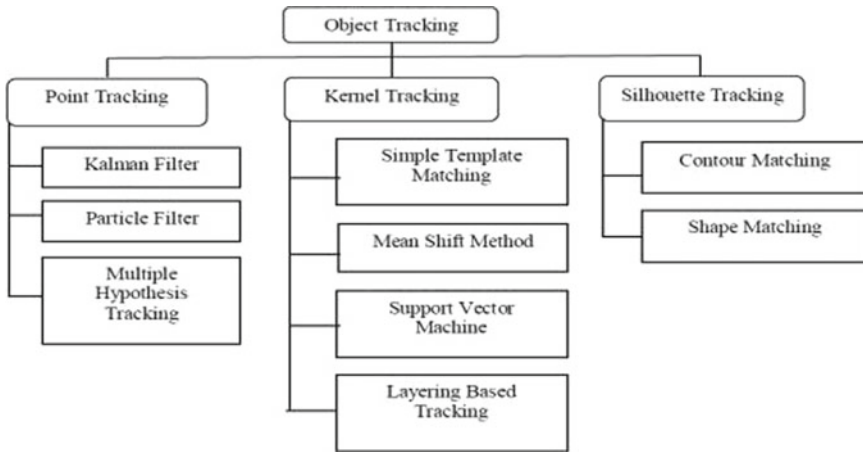 Object Tracking
Point Tracking
Kalman Filter
Particle Filter
Multiple
Hypothesis
Tracking
Kernel Tracking
Simple Template
Matching
Mean Shift Method
Support Vector
Machine
Layering Based
Tracking
Silhouette Tracking
Contour Matching
Shape Matching